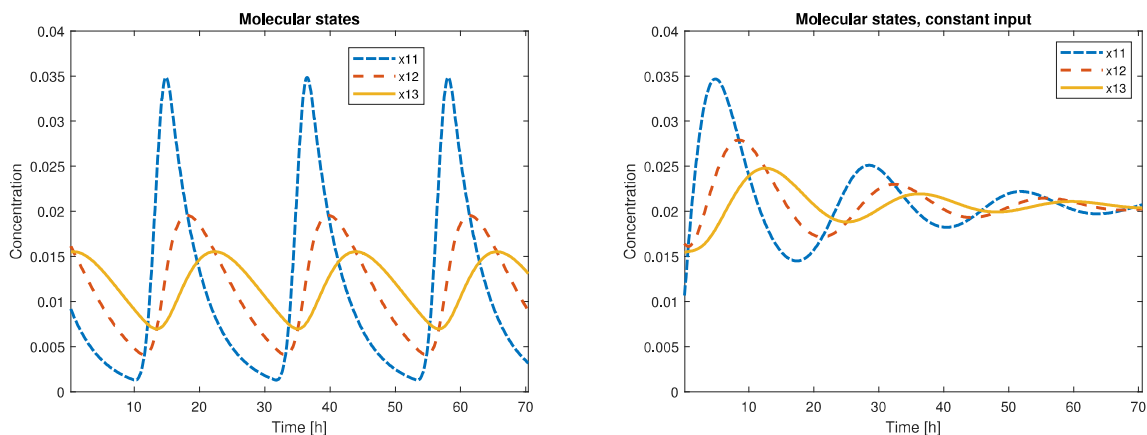 Molecular states
0.04
0.035
0.03
0.025
0.02
0.015
0.01
0.005
0
Concentration
x11
x12
x13
10 20 30 40 50 60 70
Time [h]
Molecular states, constant input
0.04
0.035
0.03
0.025
0.02
0.015
0.01
0.005
0
Concentration
x11
x12
x13
10 20 30 40 50 60 70
Time [h]